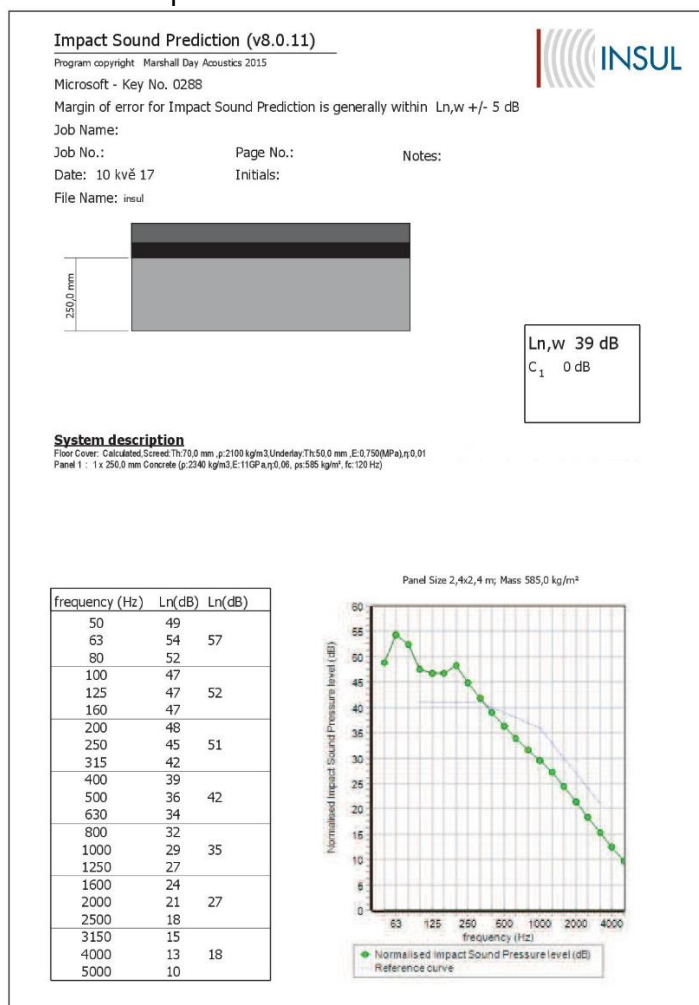 Impact Sound Prediction (v8.0.11)
Program copyright Marshall Day Acoustics 2015
Microsoft - Key No. 0288
Margin of error for Impact Sound Prediction is generally within Ln,w +/- 5 dB
Job Name:
Job No.: Page No.: Notes:
Date: 10 kvě 17 Initials:
File Name: insul
INSUL
250,0 mm
Ln,w 39 dB
C1 0 dB
System description
Floor Cover: Calculated,Screed:Th:70,0 mm ,ρ:2100 kg/m3,Underlay:Th:50,0 mm ,E:0,750(MPa),η:0,01
Panel 1 : 1 x 250,0 mm Concrete (ρ:2340 kg/m3,E:11GPa,η:0,06, ρs:585 kg/m², fc:120 Hz)
frequency (Hz) Ln(dB) Ln(dB)
50 49
63 54 57
80 52
100 47
125 47 52
160 47
200 48
250 45 51
315 42
400 39
500 36 42
630 34
800 32
1000 29 35
1250 27
1600 24
2000 21 27
2500 18
3150 15
4000 13 18
5000 10
Panel Size 2,4x2,4 m; Mass 585,0 kg/m²
Normalised Impact Sound Pressure level (dB)
60
55
50
45
40
35
30
25
20
15
10
5
0
63 125 250 500 1000 2000 4000
frequency (Hz)
Normalised Impact Sound Pressure level (dB)
Reference curve